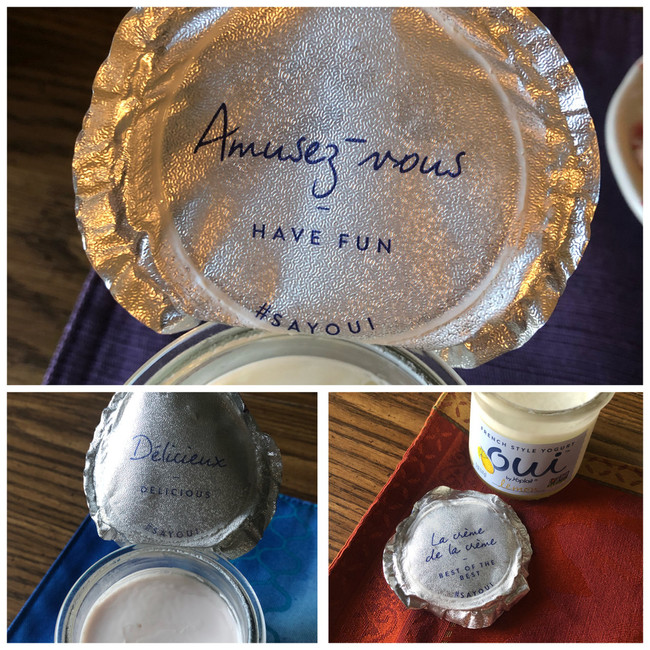 Amusez-vous
–
HAVE FUN
#SAYOUI
Délicieux
DELICIOUS
#SAYOUI
FRENCH STYLE YOGURT
oui
by Yoplait
La crème
de la crème
–
BEST OF THE
BEST
#SAYOUI